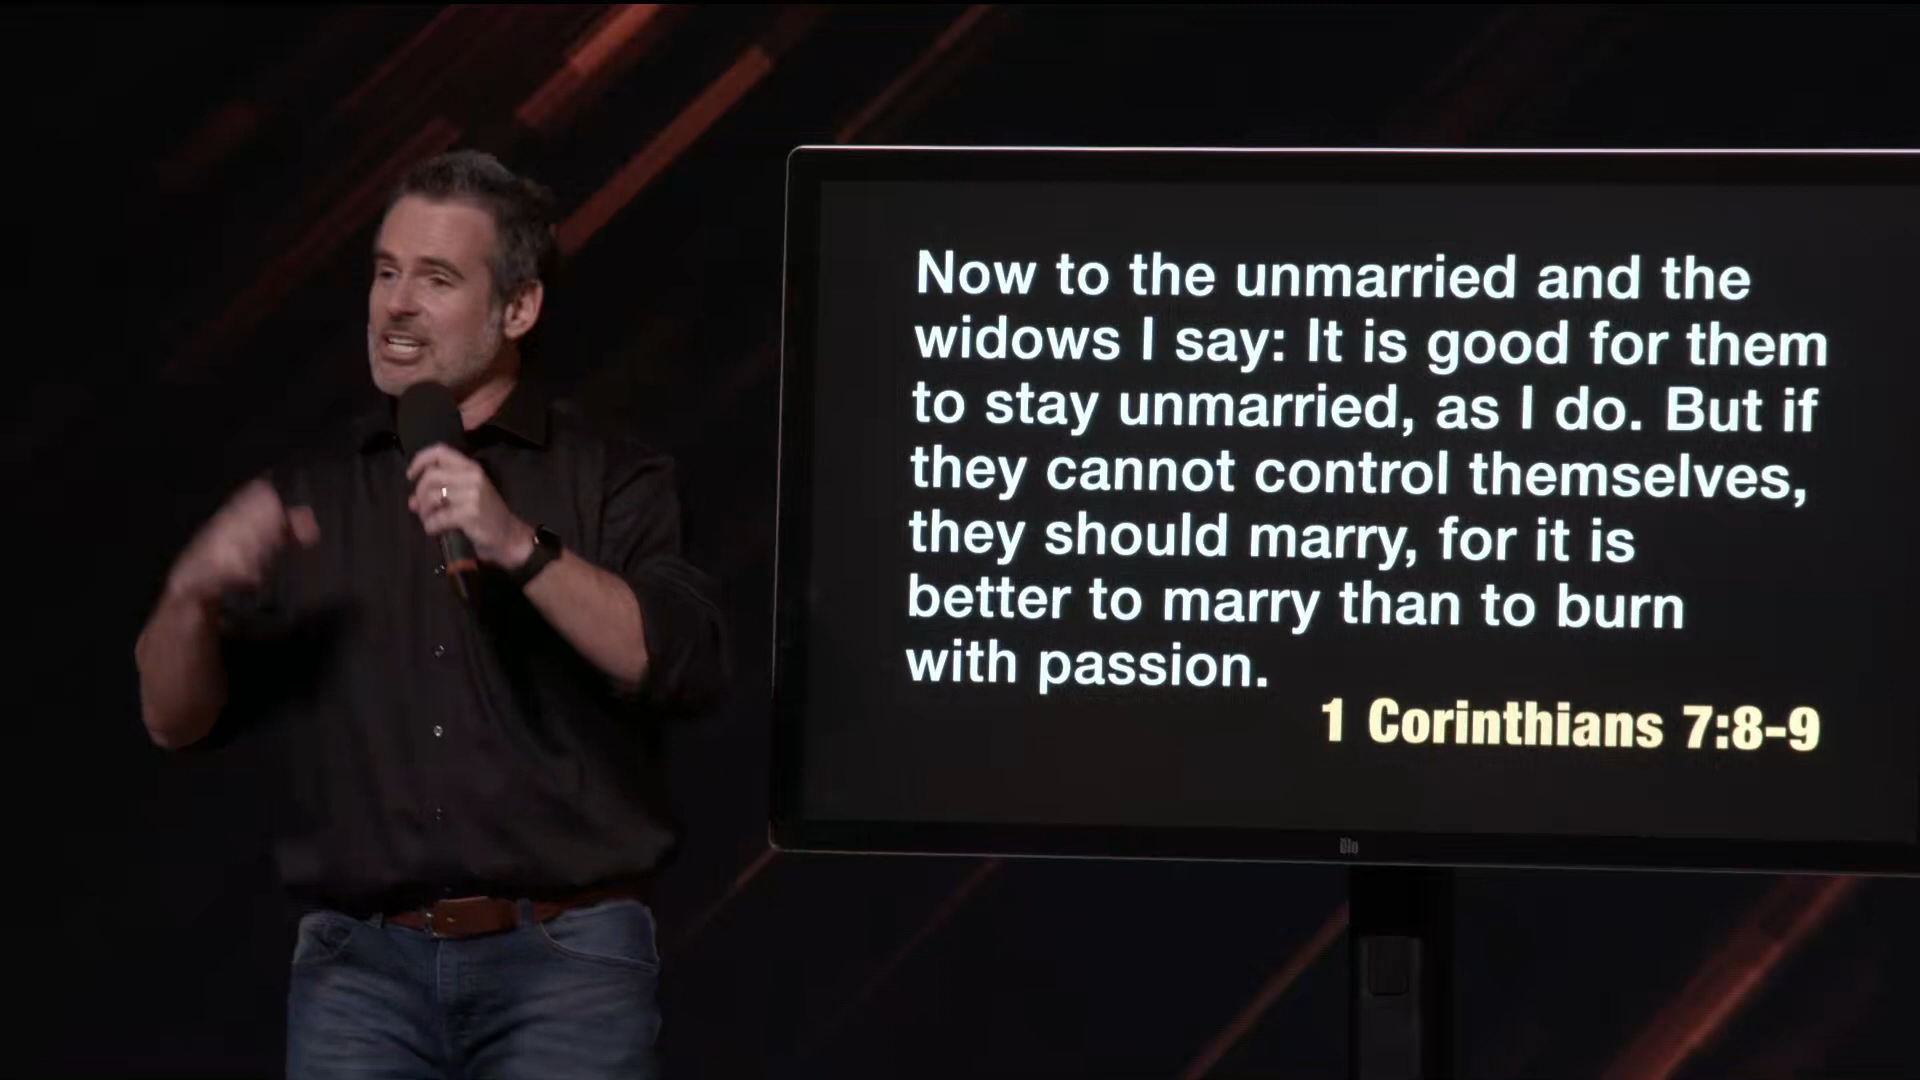 Now to the unmarried and the
widows I say: It is good for them
to stay unmarried, as I do. But if
they cannot control themselves,
they should marry, for it is
better to marry than to burn
with passion.
1 Corinthians 7:8-9
elo